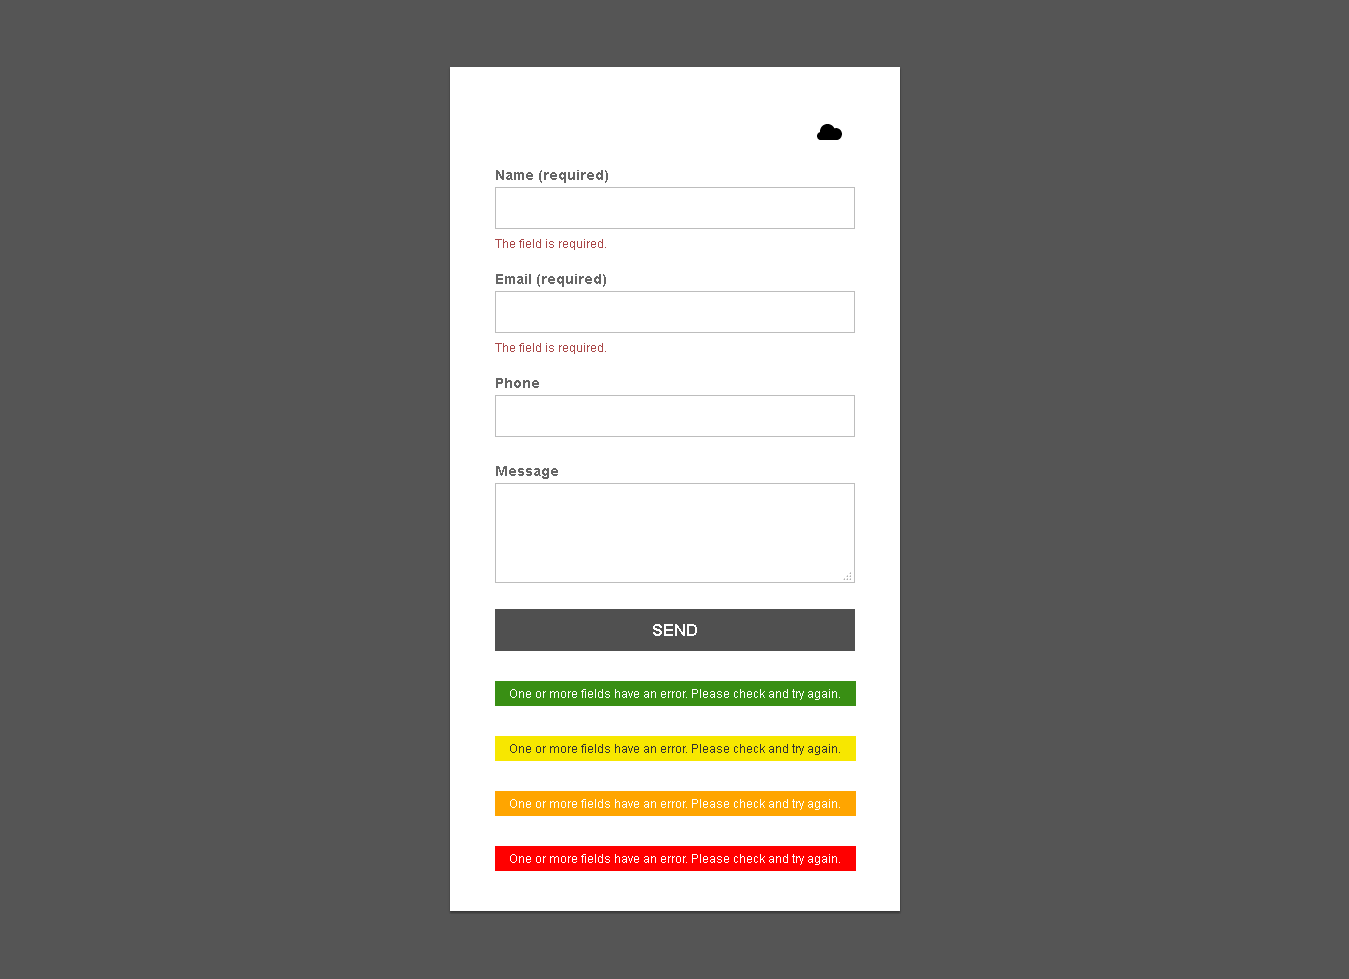 Name (required)
The field is required.
Email (required)
The field is required.
Phone
Message
SEND
One or more fields have an error. Please check and try again.
One or more fields have an error. Please check and try again.
One or more fields have an error. Please check and try again.
One or more fields have an error. Please check and try again.